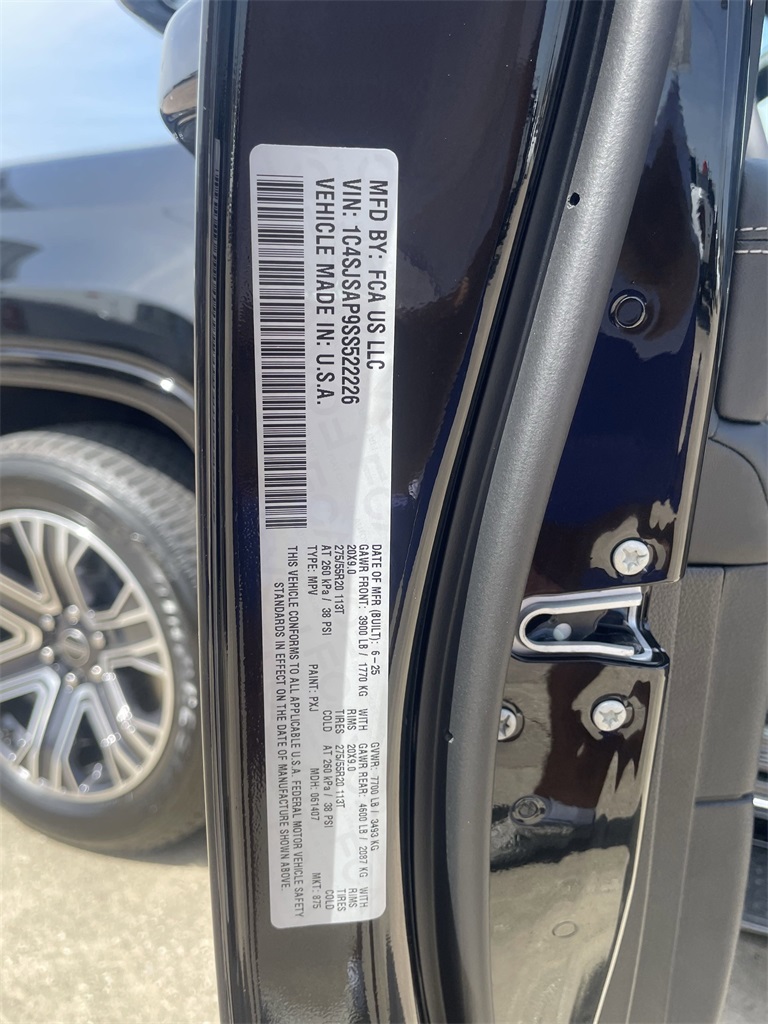 MFD BY: FCA US LLC
VIN: 1C4SJSAP9SS522226
VEHICLE MADE IN: U.S.A.
DATE OF MFR (BUILT): 6-25 GVWR: 7700 LB / 3493 KG
GAWR FRONT: 3900 LB / 1770 KG WITH GAWR REAR: 4600 LB / 2087 KG WITH
20X9.0 RIMS 20X9.0 RIMS
275/55R20 113T TIRES 275/55R20 113T TIRES
AT 260 kPa / 38 PSI COLD AT 260 kPa / 38 PSI COLD
TYPE: MPV PAINT: PXJ MDH: 061407 MKT: 875
THIS VEHICLE CONFORMS TO ALL APPLICABLE U.S.A. FEDERAL MOTOR VEHICLE SAFETY
STANDARDS IN EFFECT ON THE DATE OF MANUFACTURE SHOWN ABOVE.